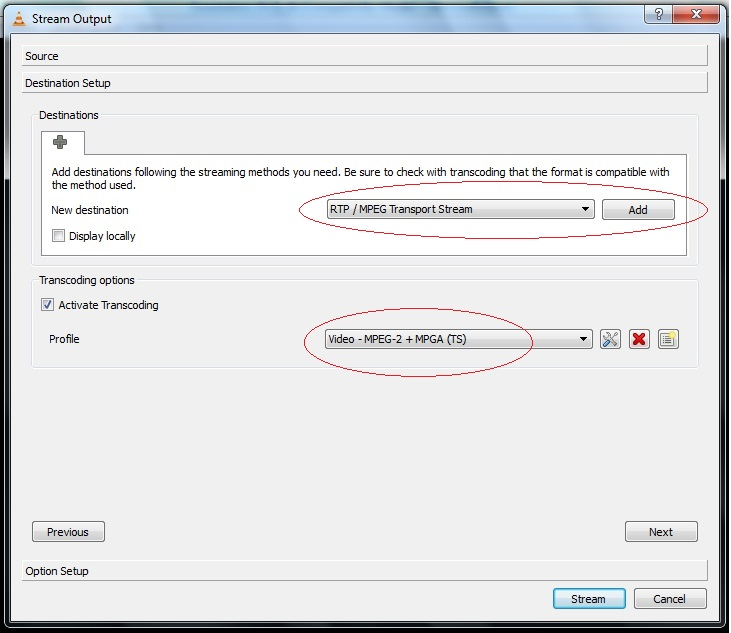 Stream Output
?
Source
Destination Setup
Destinations
Add destinations following the streaming methods you need. Be sure to check with transcoding that the format is compatible with
the method used.
New destination
RTP / MPEG Transport Stream
Add
Display locally
Transcoding options
Activate Transcoding
Profile
Video - MPEG-2 + MPGA (TS)
Previous
Next
Option Setup
Stream
Cancel